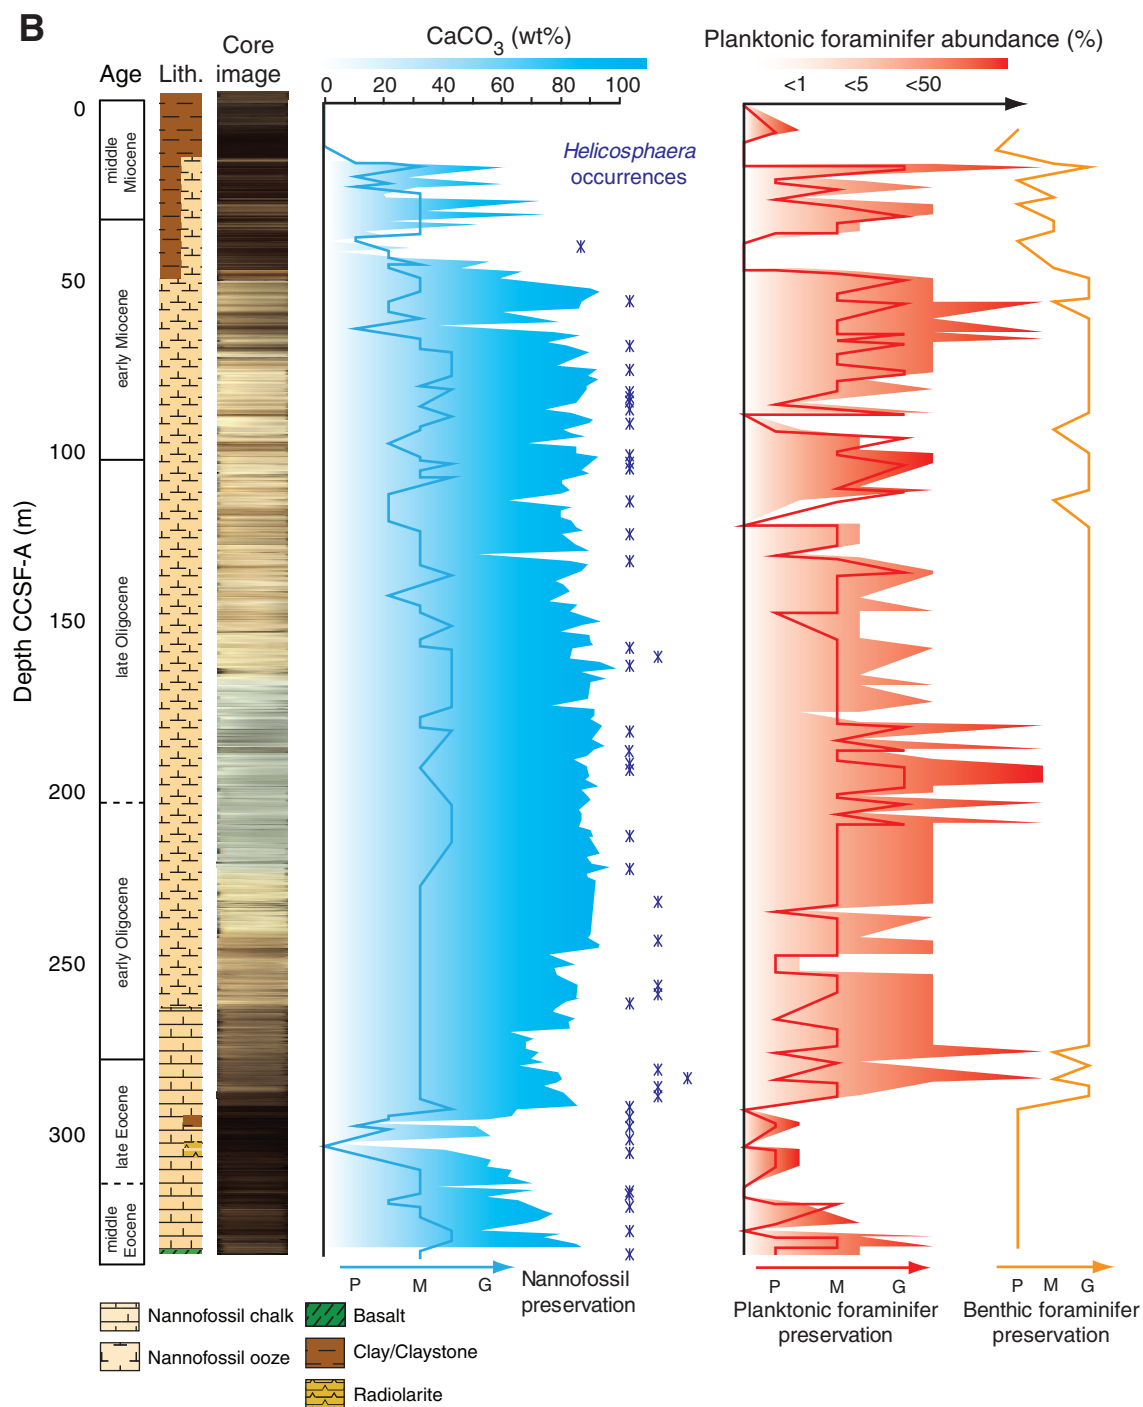 B
Age
Lith.
Core
image
CaCO3 (wt%)
0 20 40 60 80 100
Planktonic foraminifer abundance (%)
<1 <5 <50
Helicosphaera
occurrences
Depth CCSF-A (m)
0
50
100
150
200
250
300
middle
Miocene
early Miocene
late Oligocene
early Oligocene
late Eocene
middle
Eocene
P M G
Nannofossil
preservation
P M G
Planktonic foraminifer
preservation
P M G
Benthic foraminifer
preservation
Nannofossil chalk
Nannofossil ooze
Basalt
Clay/Claystone
Radiolarite